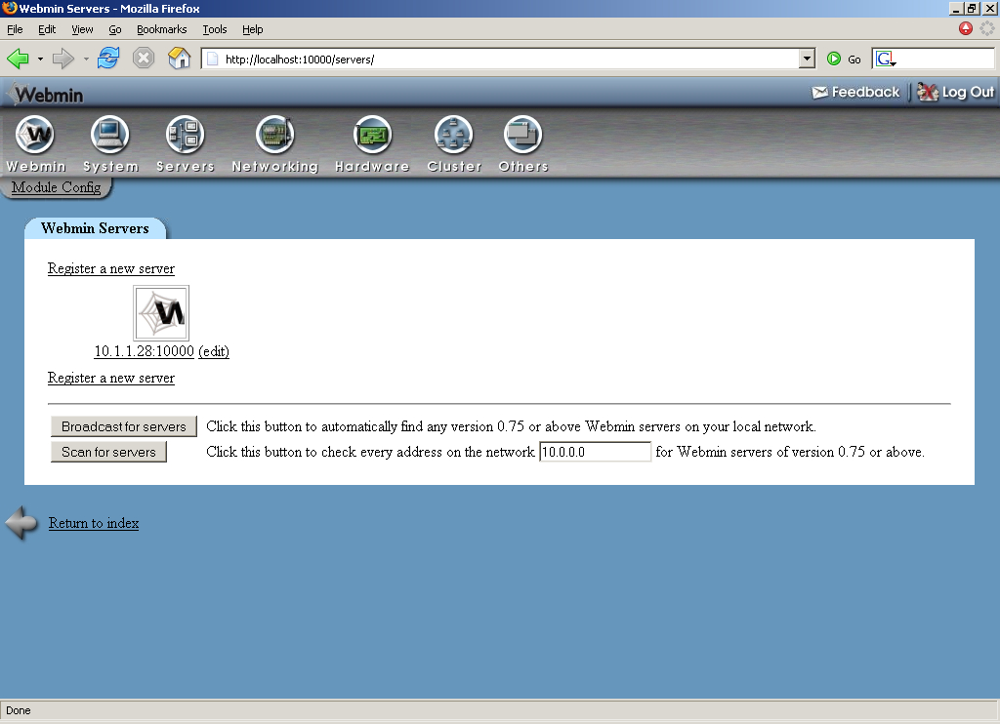 Webmin Servers - Mozilla Firefox
File Edit View Go Bookmarks Tools Help
http://localhost:10000/servers/ Go G
Webmin Feedback Log Out
Webmin System Servers Networking Hardware Cluster Others
Module Config
Webmin Servers
Register a new server
W
10.1.1.28:10000 (edit)
Register a new server
Broadcast for servers Click this button to automatically find any version 0.75 or above Webmin servers on your local network.
Scan for servers Click this button to check every address on the network 10.0.0.0 for Webmin servers of version 0.75 or above.
Return to index
Done